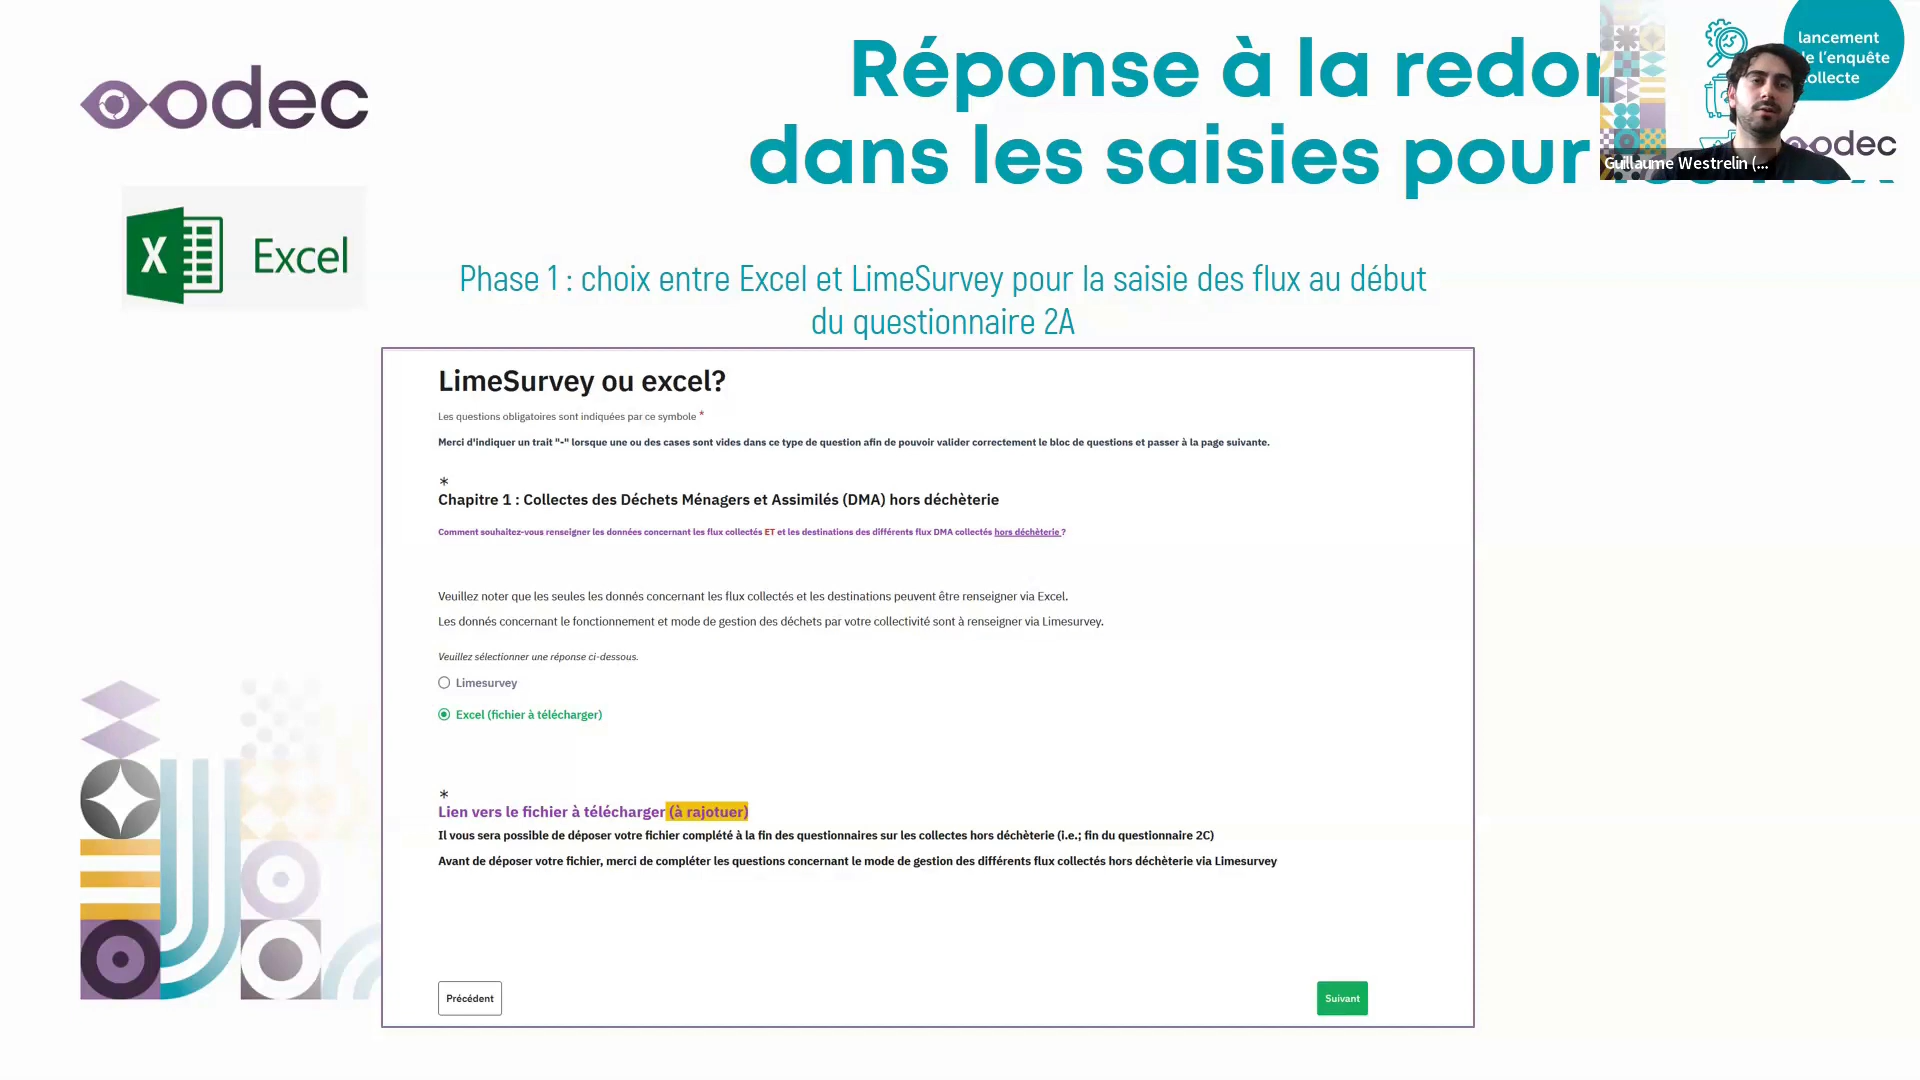 odec
Réponse à la
dans les saisies pour
lancement
l'enquête
Guillaume Westrelin (...
X Excel
Phase 1 : choix entre Excel et LimeSurvey pour la saisie des flux au début
du questionnaire 2A
LimeSurvey ou excel?
Les questions obligatoires sont indiquées par ce symbole *
Merci d'indiquer un trait "-" lorsque une ou des cases sont vides dans ce type de question afin de pouvoir valider correctement le bloc de questions et passer à la page suivante.
*
Chapitre 1 : Collectes des Déchets Ménagers et Assimilés (DMA) hors déchèterie
Comment souhaitez-vous renseigner les données concernant les flux collectés ET et les destinations des différents flux DMA collectés hors déchèterie ?
Veuillez noter que les seules les donnés concernant les flux collectés et les destinations peuvent être renseigner via Excel.
Les donnés concernant le fonctionnement et mode de gestion des déchets par votre collectivité sont à renseigner via Limesurvey.
Veuillez sélectionner une réponse ci-dessous.
Limesurvey
Excel (fichier à télécharger)
*
Lien vers le fichier à télécharger (à rajotuer)
Il vous sera possible de déposer votre fichier complété à la fin des questionnaires sur les collectes hors déchèterie (i.e.; fin du questionnaire 2C)
Avant de déposer votre fichier, merci de compléter les questions concernant le mode de gestion des différents flux collectés hors déchèterie via Limesurvey
Précédent
Suivant